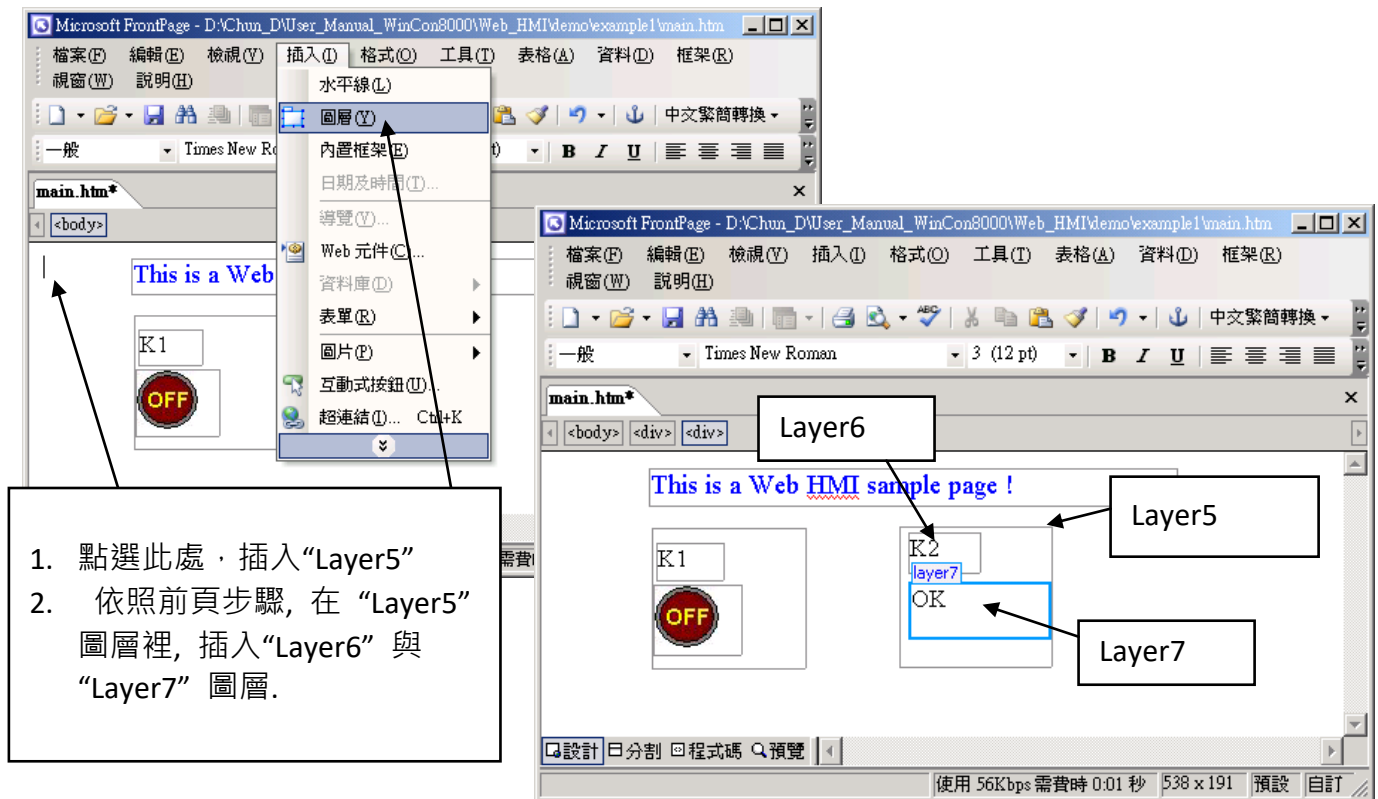 Microsoft FrontPage - D:\Chun_D\User_Manual_WinCon8000\Web_HMI\demo\example1\main.htm
檔案(F) 編輯(E) 檢視(V) 插入(I) 格式(O) 工具(T) 表格(A) 資料(D) 框架(R)
視窗(W) 說明(H)
中文繁簡轉換
一般 Times New
B I U
main.htm*
<body>
水平線(L)
圖層(Y)
內置框架(E)
日期及時間(T)...
導覽(V)...
Web 元件(C)...
資料庫(D)
表單(R)
圖片(P)
互動式按鈕(U)...
超連結(I)... Ctrl+K
This is a Web
K1
OFF
1. 點選此處，插入“Layer5”
2. 依照前頁步驟, 在 “Layer5”
圖層裡, 插入“Layer6” 與
“Layer7” 圖層.
Microsoft FrontPage - D:\Chun_D\User_Manual_WinCon8000\Web_HMI\demo\example1\main.htm
檔案(F) 編輯(E) 檢視(V) 插入(I) 格式(O) 工具(T) 表格(A) 資料(D) 框架(R)
視窗(W) 說明(H)
ABC 中文繁簡轉換
一般 Times New Roman 3 (12 pt) B I U
main.htm*
<body> <div> <div>
Layer6
This is a Web HMI sample page !
Layer5
K1
OFF
K2
layer7
OK
Layer7
設計 分割 程式碼 預覽
使用 56Kbps 需費時 0:01 秒 538 x 191 預設 自訂